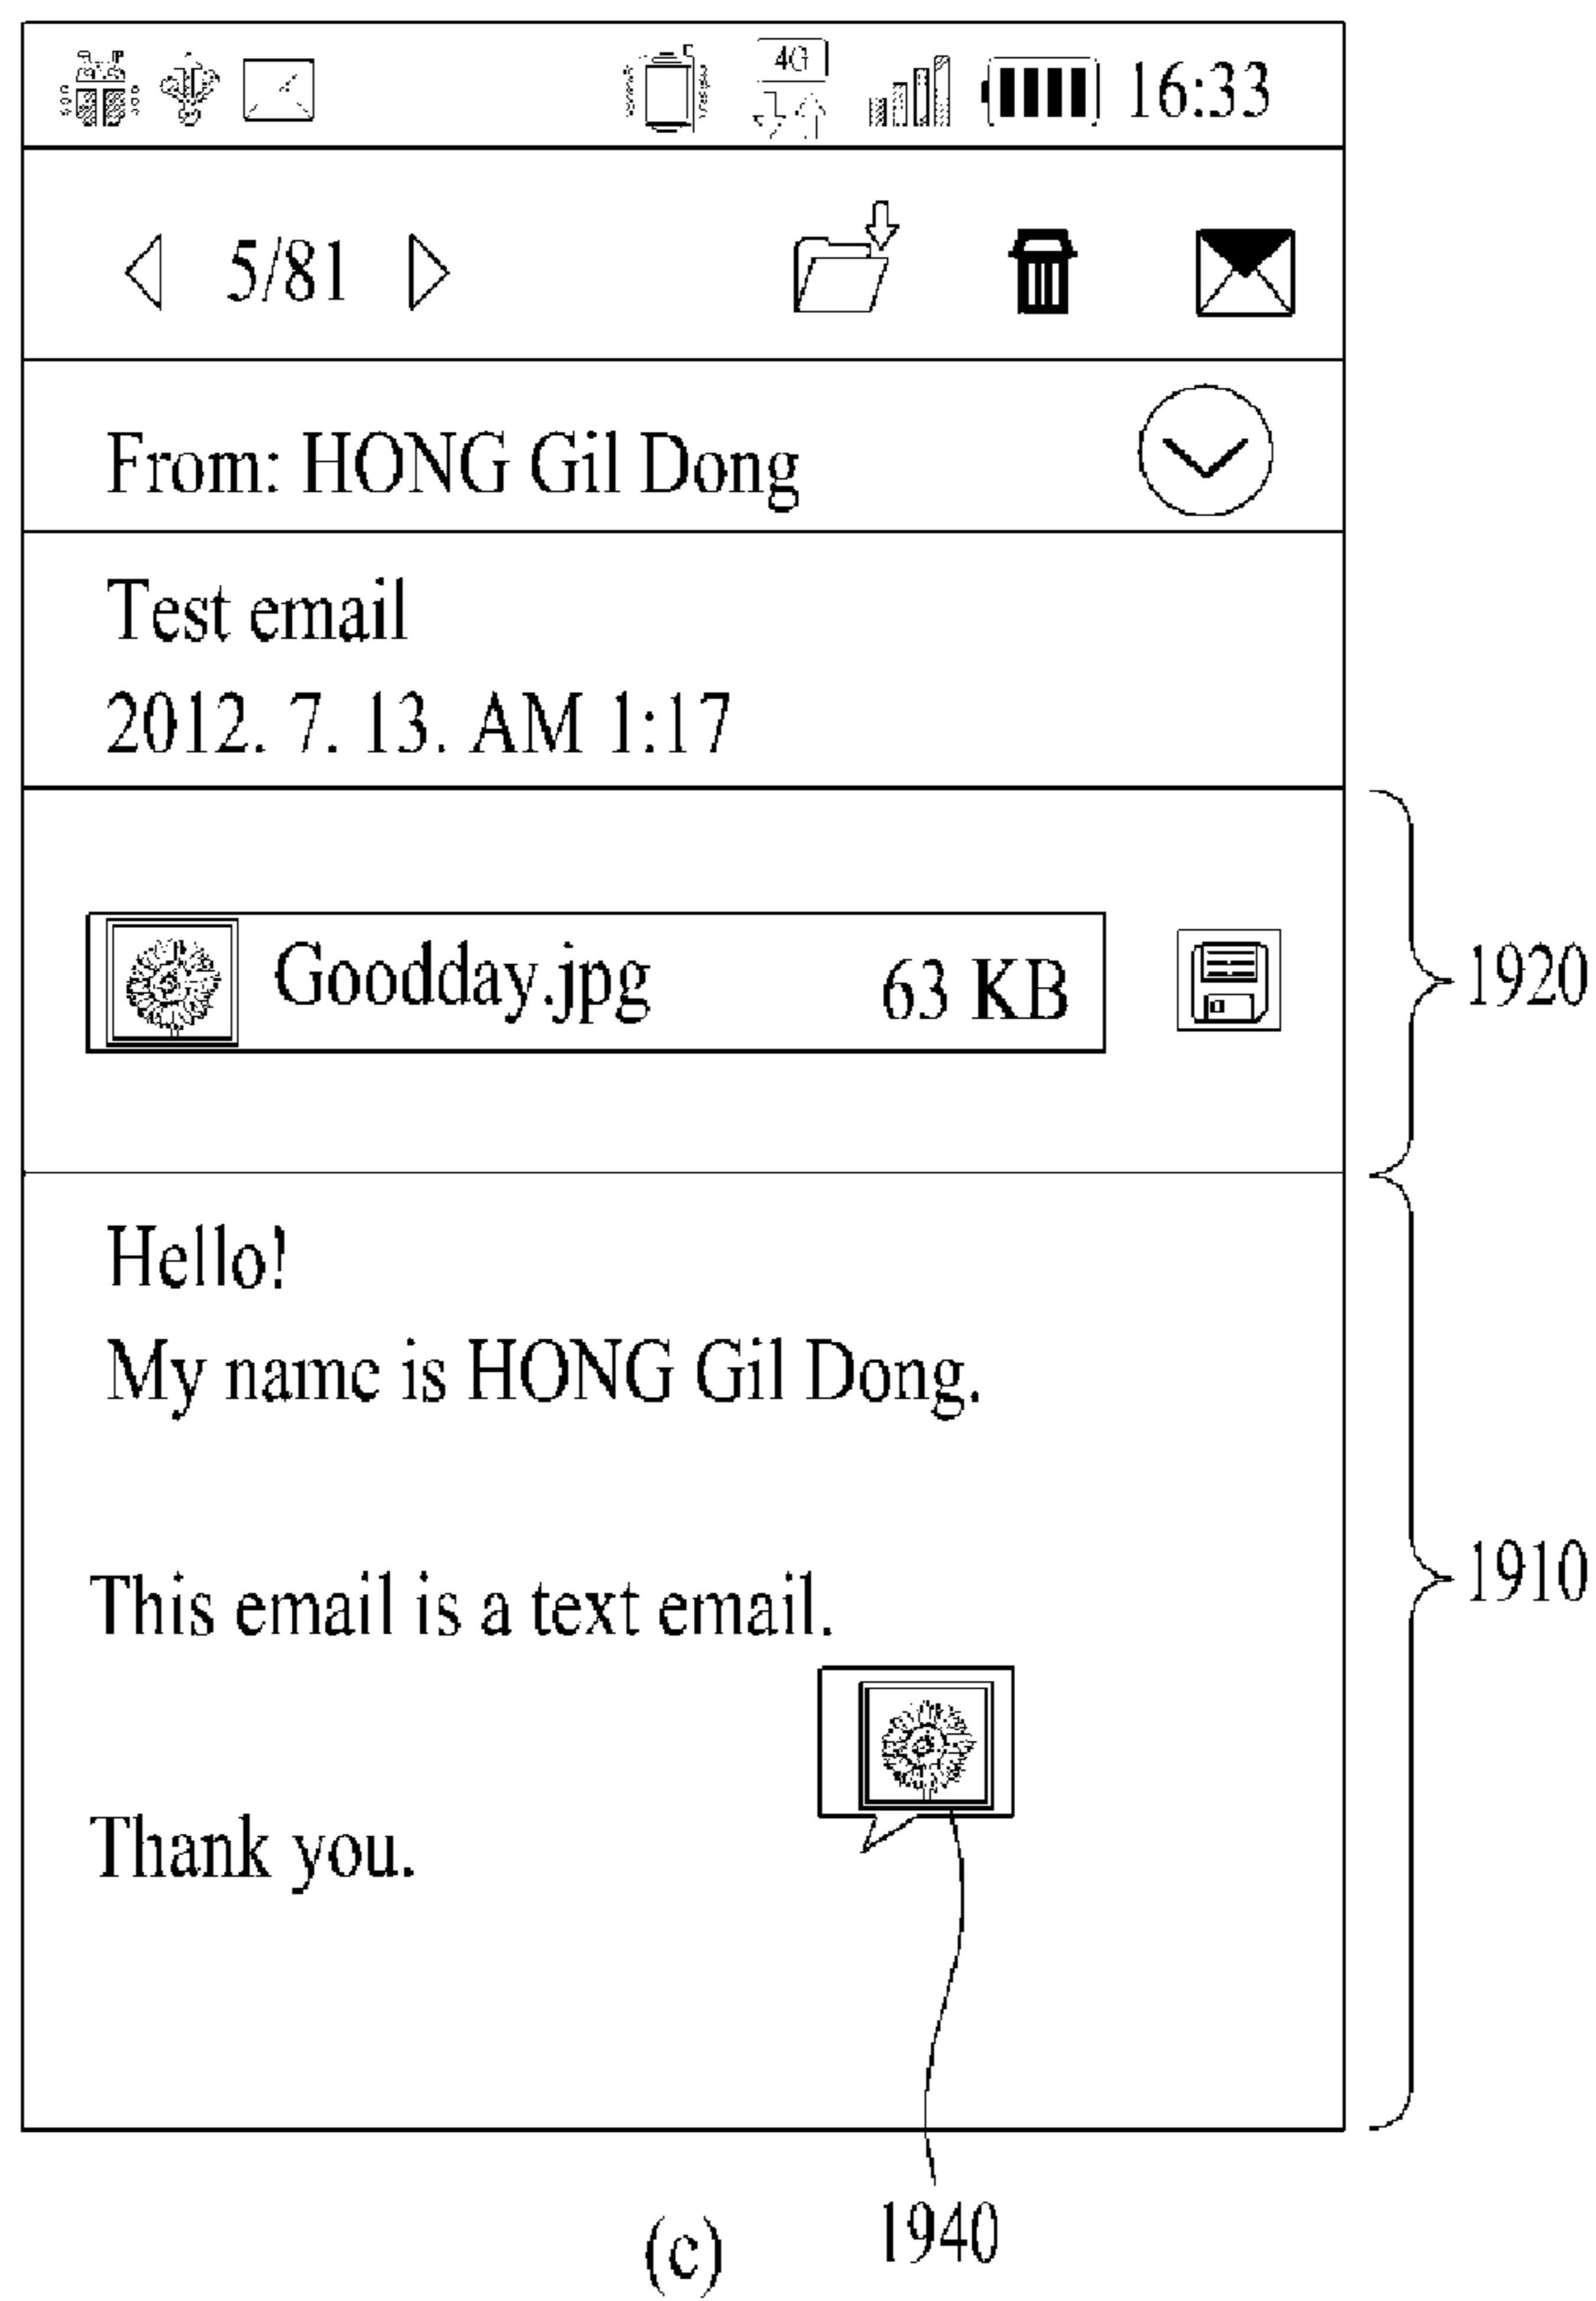 4G 16:33
5/81
From: HONG Gil Dong
Test email
2012. 7. 13. AM 1:17
Goodday.jpg 63 KB
1920
Hello!
My name is HONG Gil Dong.
This email is a text email.
1910
Thank you.
1940
(c)